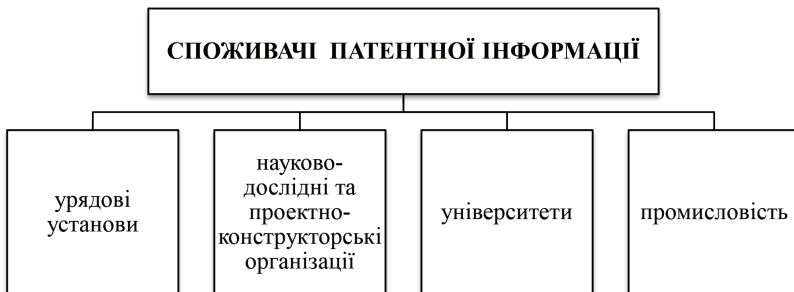 СПОЖИВАЧІ ПАТЕНТНОЇ ІНФОРМАЦІЇ
урядові
установи
науково-
дослідні та
проектно-
конструкторські
організації
університети
промисловість